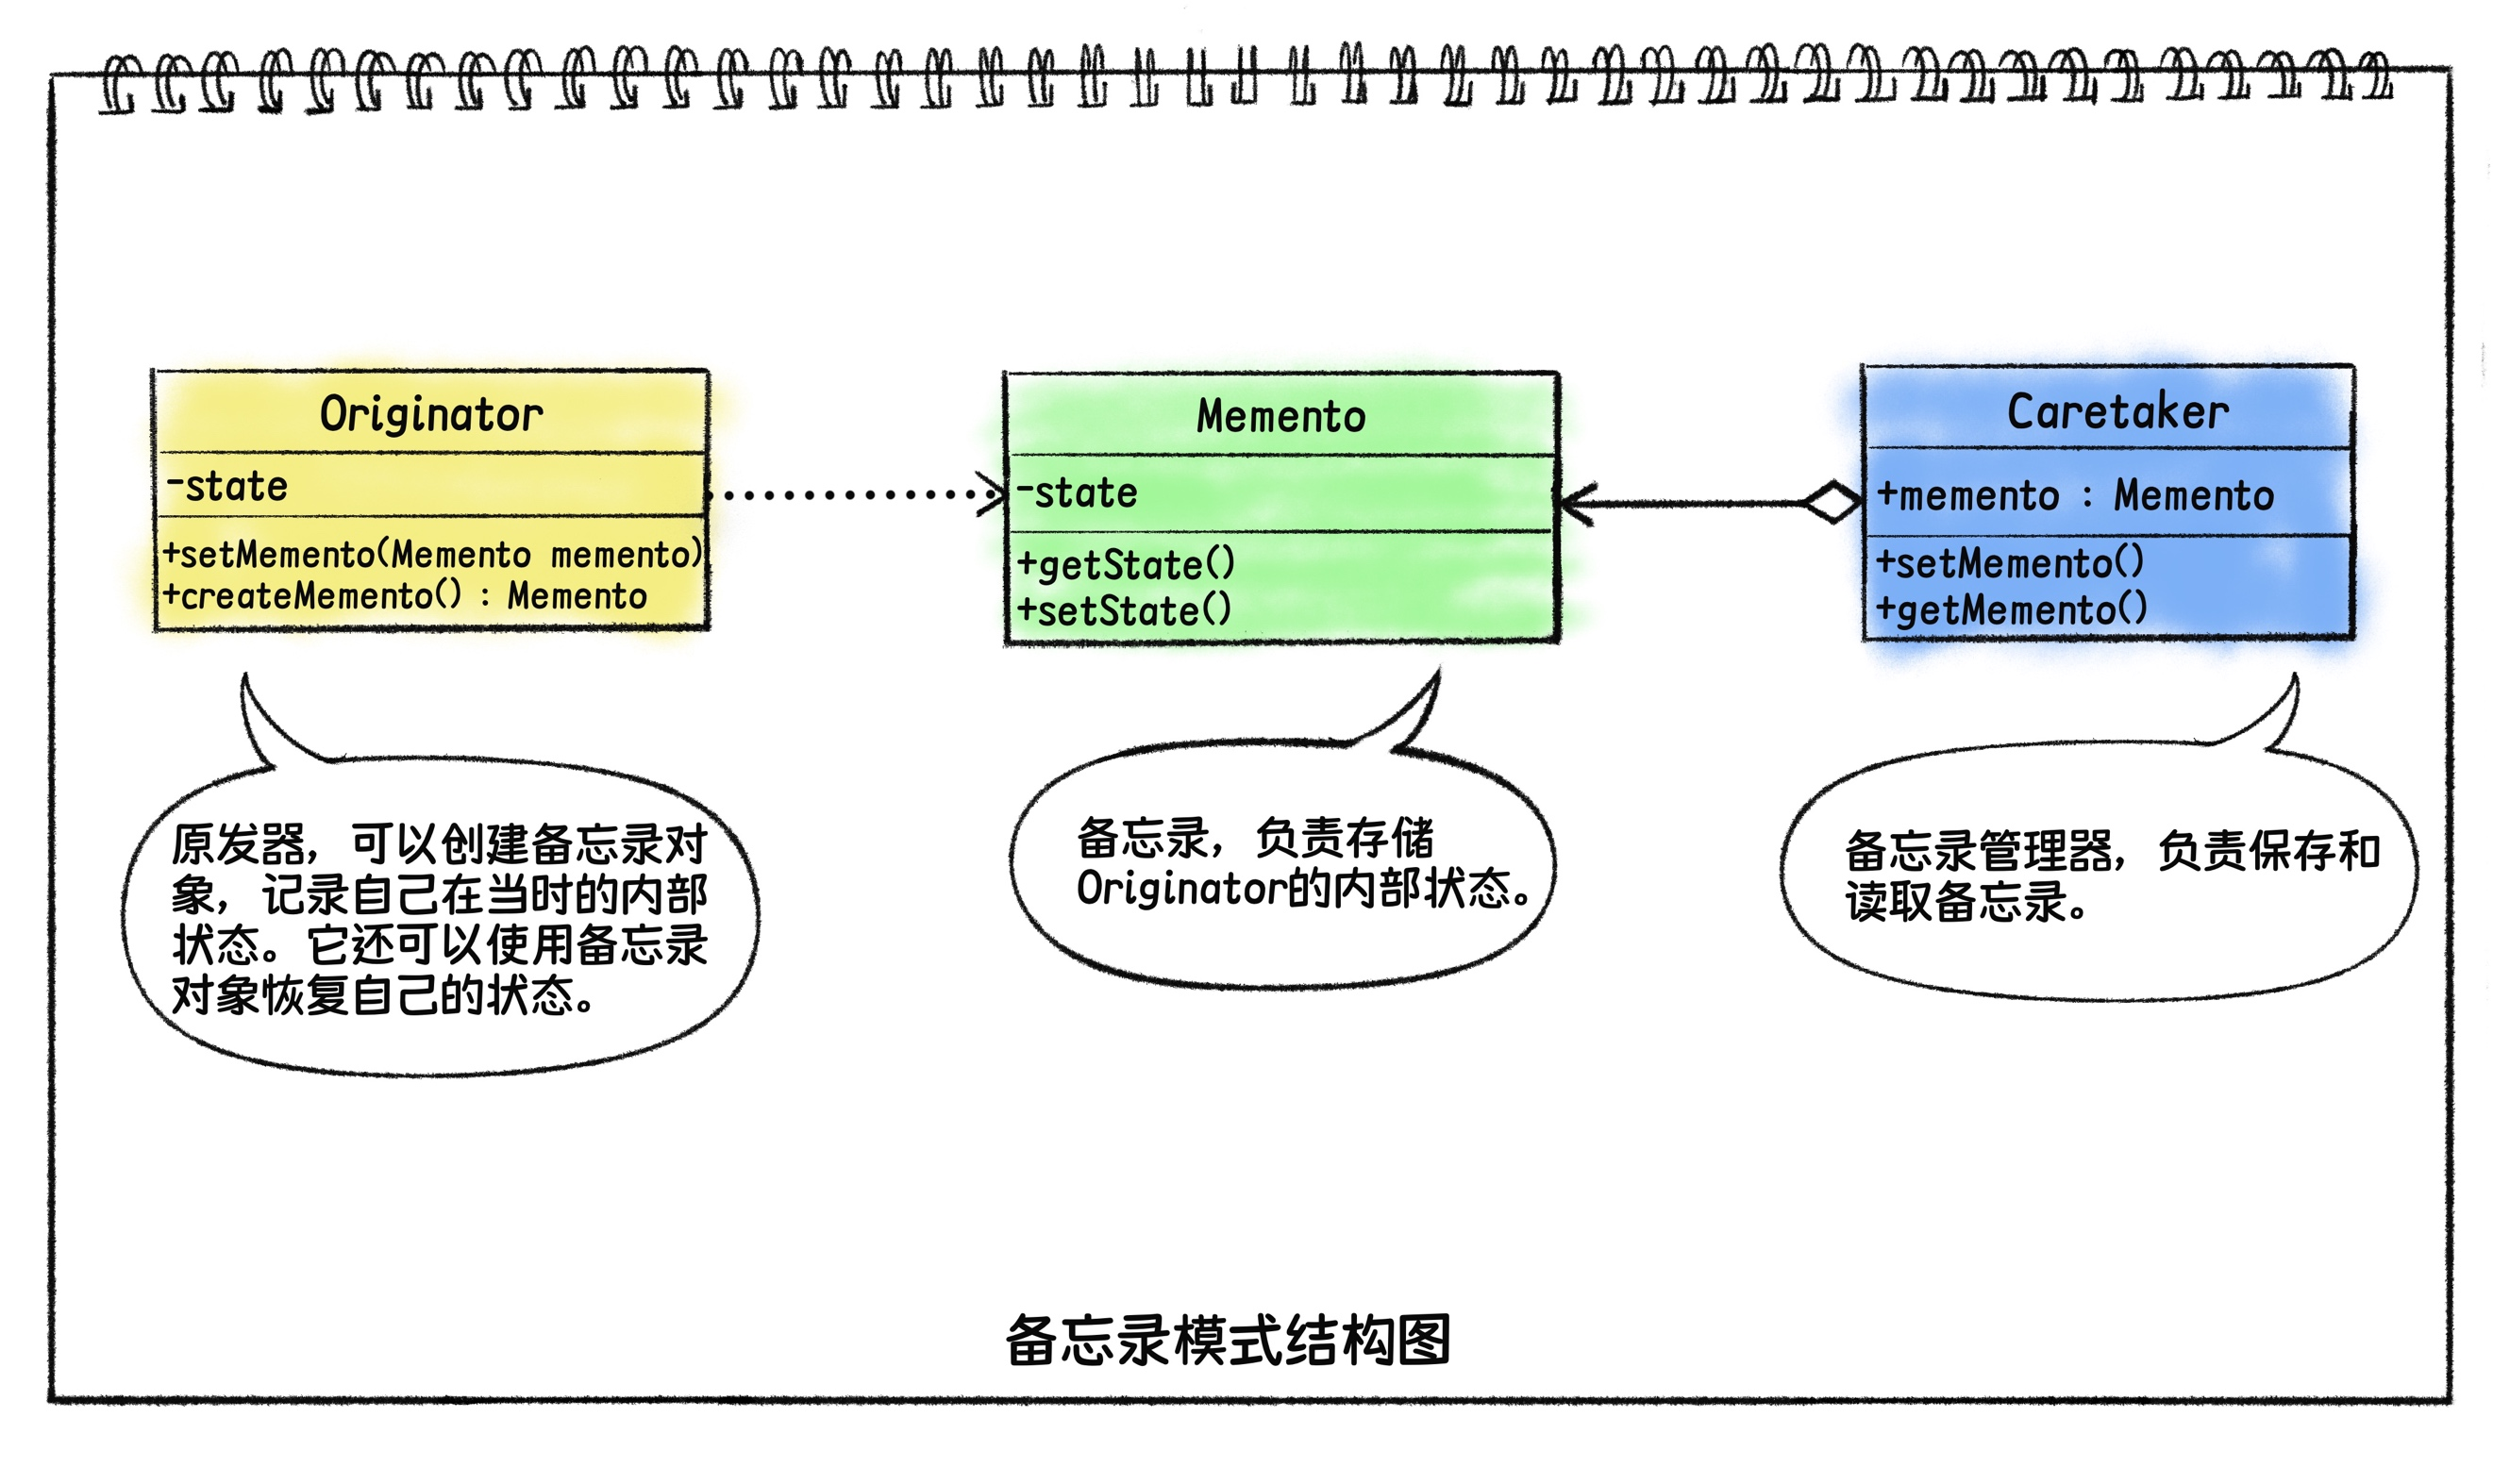 Originator
-state
+setMemento(Memento memento)
+createMemento() : Memento
Memento
-state
+getState()
+setState()
Caretaker
+memento : Memento
+setMemento()
+getMemento()
原发器，可以创建备忘录对
象，记录自己在当时的内部
状态。它还可以使用备忘录
对象恢复自己的状态。
备忘录，负责存储
Originator的内部状态。
备忘录管理器，负责保存和
读取备忘录。
备忘录模式结构图